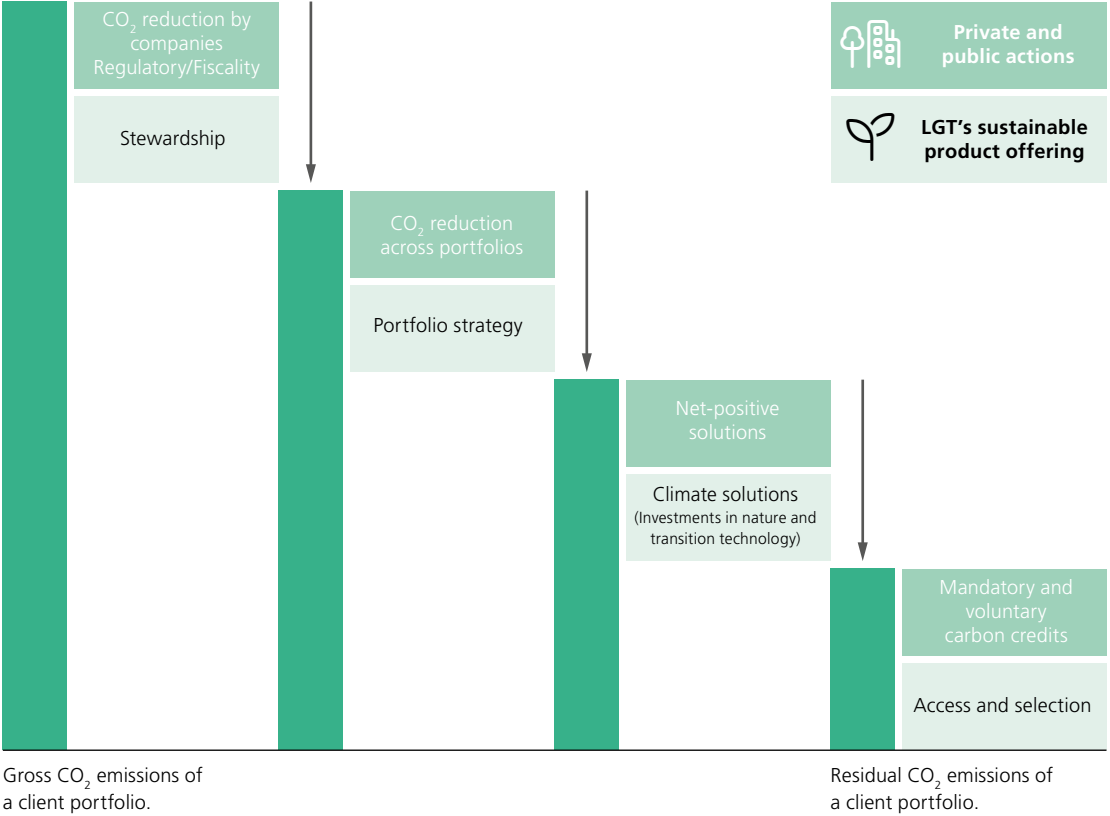 CO₂ reduction by
companies
Regulatory/Fiscality
Stewardship
Private and
public actions
LGT’s sustainable
product offering
CO₂ reduction
across portfolios
Portfolio strategy
Net-positive
solutions
Climate solutions
(Investments in nature and
transition technology)
Mandatory and
voluntary
carbon credits
Access and selection
Gross CO₂ emissions of
a client portfolio.
Residual CO₂ emissions of
a client portfolio.